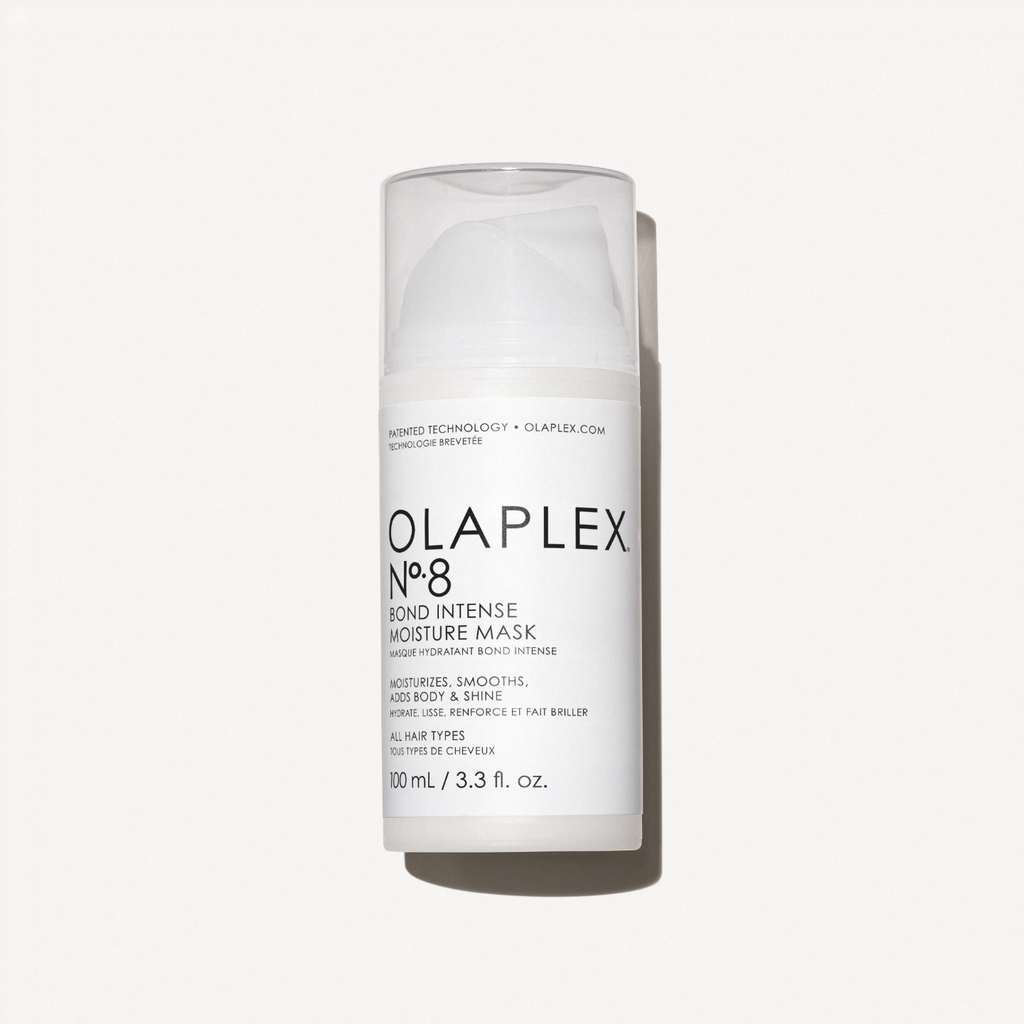 PATENTED TECHNOLOGY • OLAPLEX.COM
TECHNOLOGIE BREVETÉE
OLAPLEX®
Nº.8
BOND INTENSE
MOISTURE MASK
MASQUE HYDRATANT BOND INTENSE
MOISTURIZES, SMOOTHS,
ADDS BODY & SHINE
HYDRATE, LISSE, RENFORCE ET FAIT BRILLER
ALL HAIR TYPES
TOUS TYPES DE CHEVEUX
100 mL / 3.3 fl. oz.